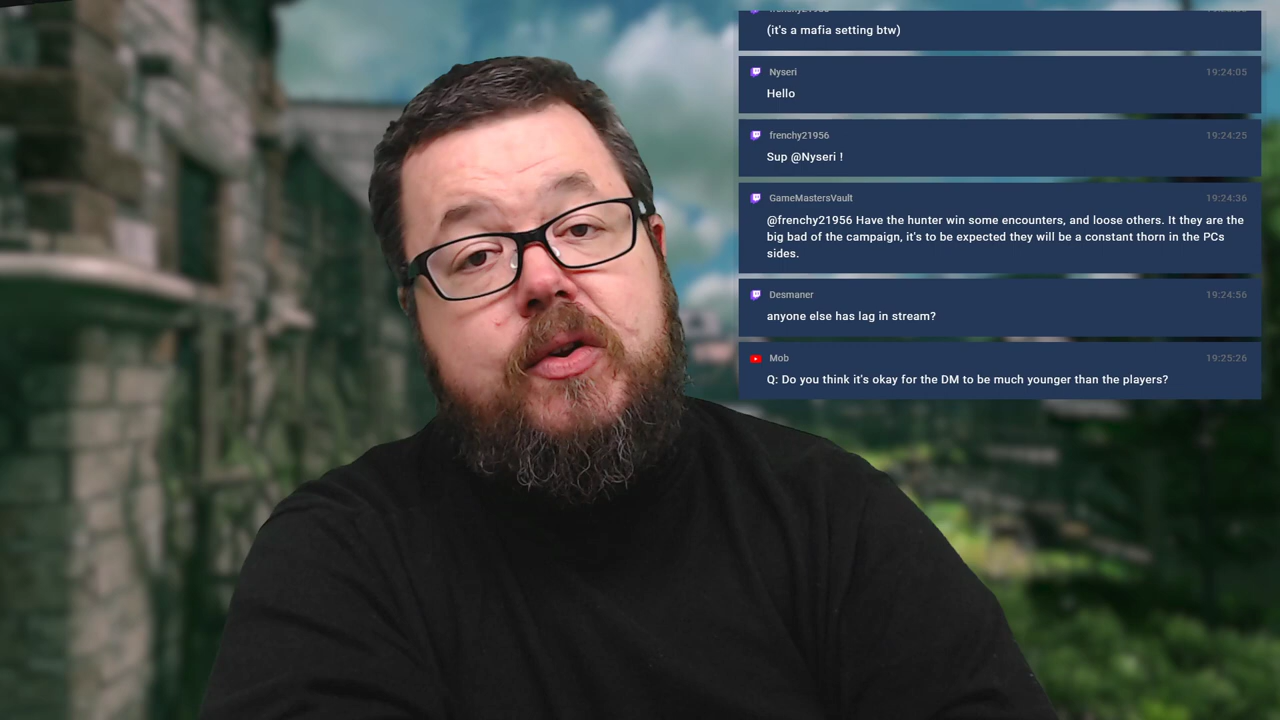 (it's a mafia setting btw)
Nyseri 19:24:05
Hello
frenchy21956 19:24:25
Sup @Nyseri !
GameMastersVault 19:24:36
@frenchy21956 Have the hunter win some encounters, and loose others. It they are the
big bad of the campaign, it's to be expected they will be a constant thorn in the PCs
sides.
Desmaner 19:24:56
anyone else has lag in stream?
Mob 19:25:26
Q: Do you think it's okay for the DM to be much younger than the players?